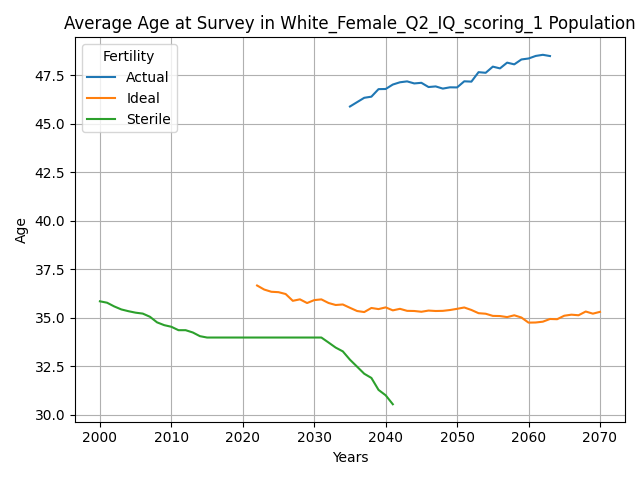 Average Age at Survey in White_Female_Q2_IQ_scoring_1 Population
Fertility
Actual
Ideal
Sterile
47.5
45.0
42.5
40.0
37.5
35.0
32.5
30.0
Age
2000 2010 2020 2030 2040 2050 2060 2070
Years